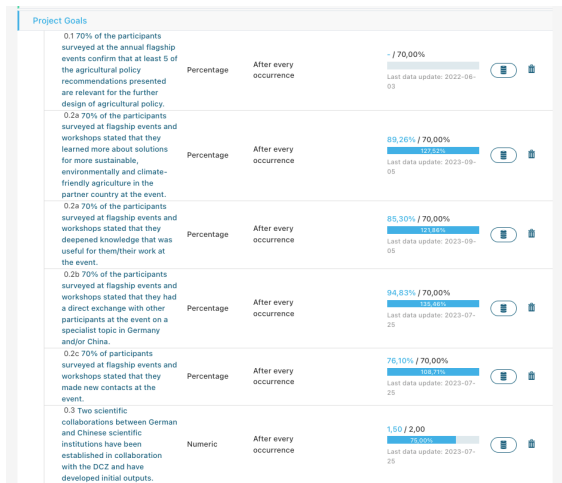 Project Goals
0.1 70% of the participants
surveyed at the annual flagship
events confirm that at least 5 of
the agricultural policy
recommendations presented
are relevant for the further
design of agricultural policy.
Percentage
After every
occurrence
- / 70,00%
Last data update: 2022-06-
03
0.2a 70% of the participants
surveyed at flagship events and
workshops stated that they
learned more about solutions
for more sustainable,
environmentally and climate-
friendly agriculture in the
partner country at the event.
Percentage
After every
occurrence
89,26% / 70,00%
127,52%
Last data update: 2023-09-
05
0.2a 70% of the participants
surveyed at flagship events and
workshops stated that they
deepened knowledge that was
useful for them/their work at
the event.
Percentage
After every
occurrence
85,30% / 70,00%
121,86%
Last data update: 2023-09-
05
0.2b 70% of the participants
surveyed at flagship events and
workshops stated that they had
a direct exchange with other
participants at the event on a
specialist topic in Germany
and/or China.
Percentage
After every
occurrence
94,83% / 70,00%
135,46%
Last data update: 2023-07-
25
0.2c 70% of participants
surveyed at flagship events and
workshops stated that they
made new contacts at the
event.
Percentage
After every
occurrence
76,10% / 70,00%
108,71%
Last data update: 2023-07-
25
0.3 Two scientific
collaborations between German
and Chinese scientific
institutions have been
established in collaboration
with the DCZ and have
developed initial outputs.
Numeric
After every
occurrence
1,50 / 2,00
75,00%
Last data update: 2023-07-
25